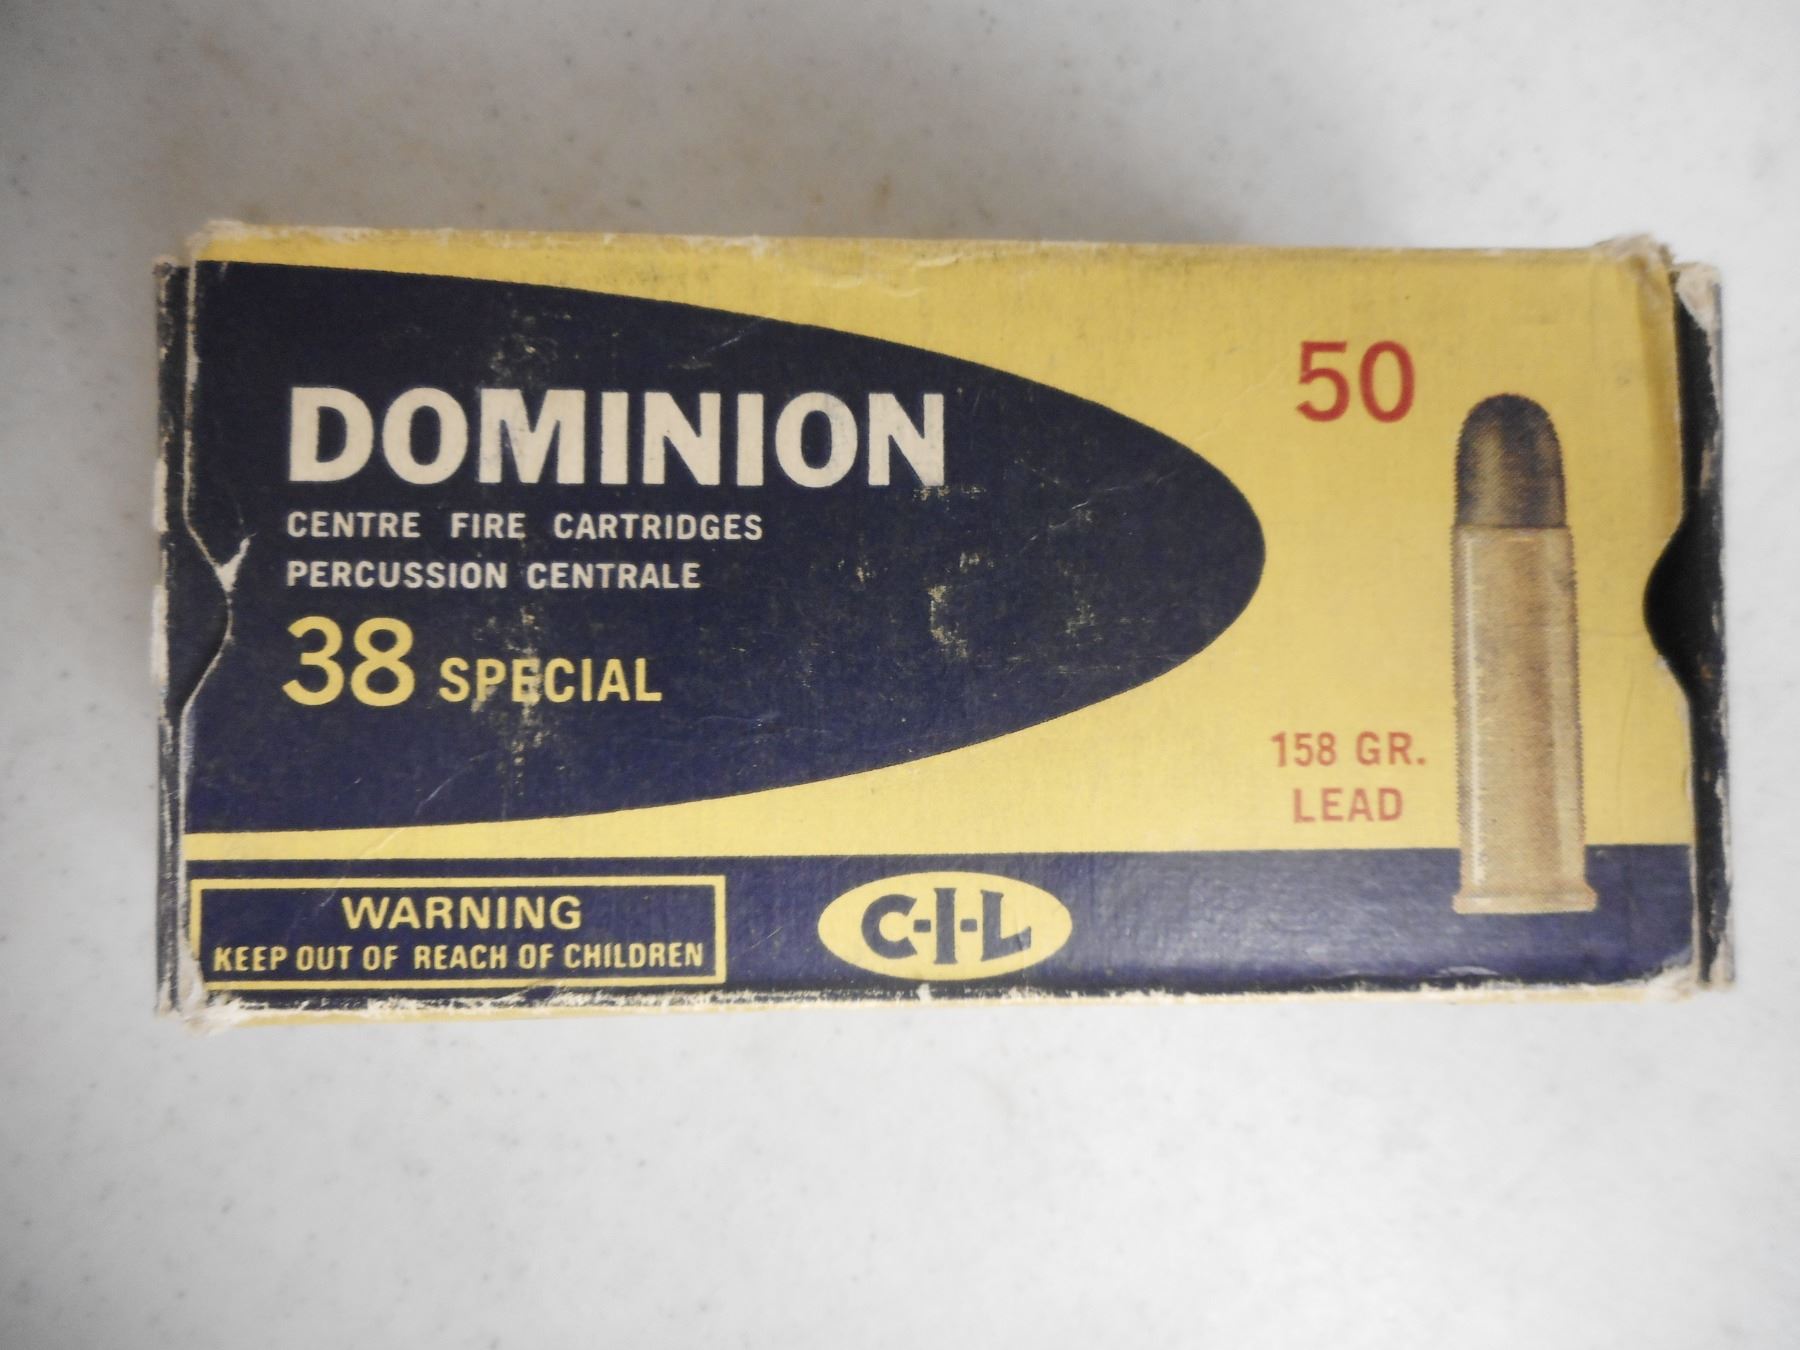 DOMINION
CENTRE FIRE CARTRIDGES
PERCUSSION CENTRALE
38 SPECIAL
50
158 GR.
LEAD
WARNING
KEEP OUT OF REACH OF CHILDREN
C-I-L